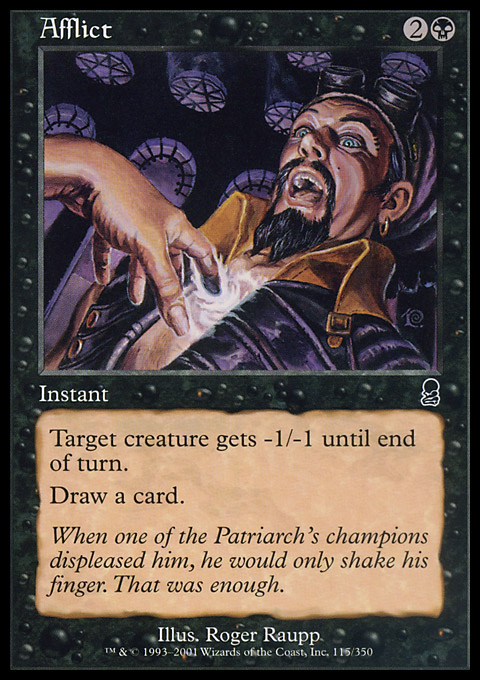 Afflict
2
Instant
Target creature gets -1/-1 until end
of turn.
Draw a card.
When one of the Patriarch's champions
displeased him, he would only shake his
finger. That was enough.
Illus. Roger Raupp
™ & © 1993–2001 Wizards of the Coast, Inc. 115/350